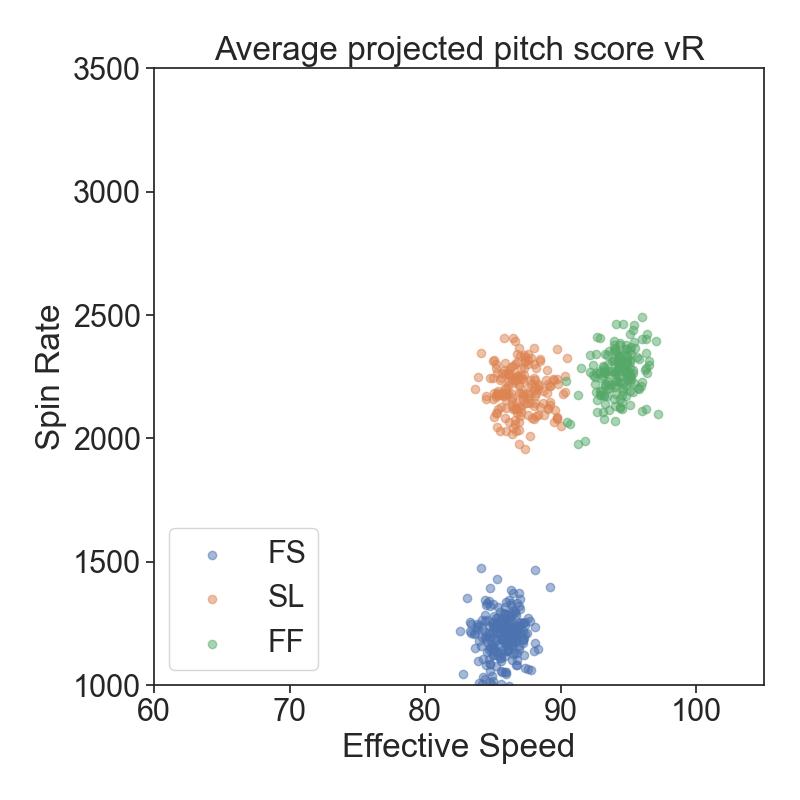 Average projected pitch score vR
3500
3000
2500
2000
1500
1000
Spin Rate
FS
SL
FF
60 70 80 90 100
Effective Speed